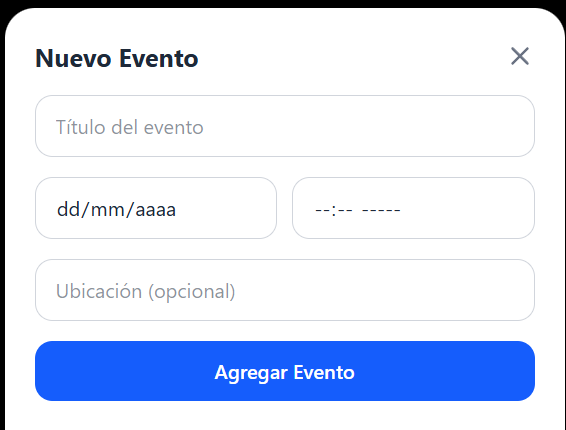 Nuevo Evento
Título del evento
dd/mm/aaaa
--:-- -----
Ubicación (opcional)
Agregar Evento